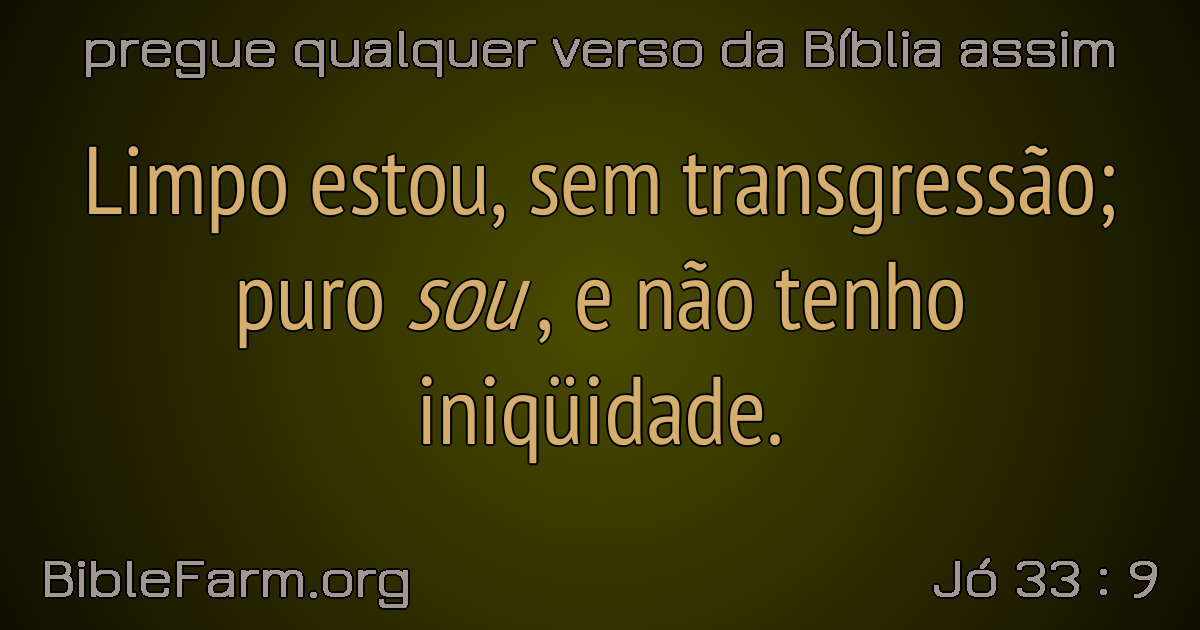 pregue qualquer verso da Bíblia assim
Limpo estou, sem transgressão;
puro sou , e não tenho
iniqüidade.
BibleFarm.org
Jó 33 : 9